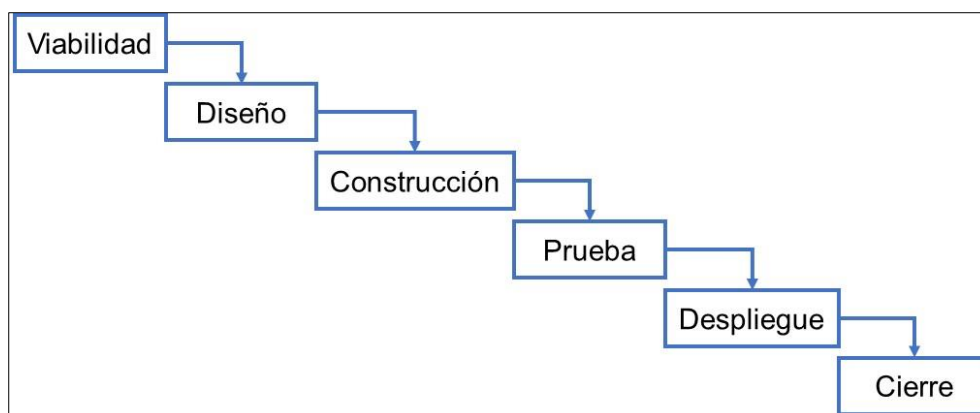 Viabilidad
Diseño
Construcción
Prueba
Despliegue
Cierre